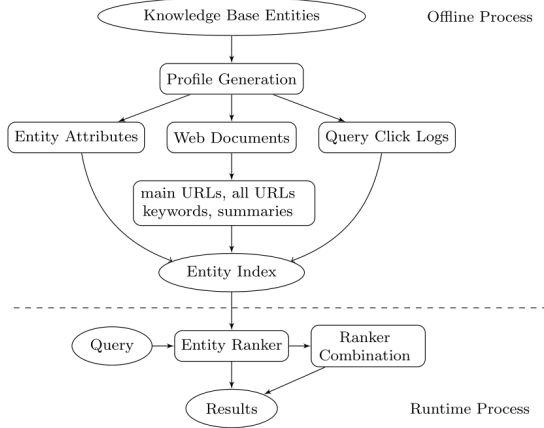 Knowledge Base Entities
Offline Process
Profile Generation
Entity Attributes
Web Documents
Query Click Logs
main URLs, all URLs
keywords, summaries
Entity Index
Query
Entity Ranker
Ranker
Combination
Results
Runtime Process